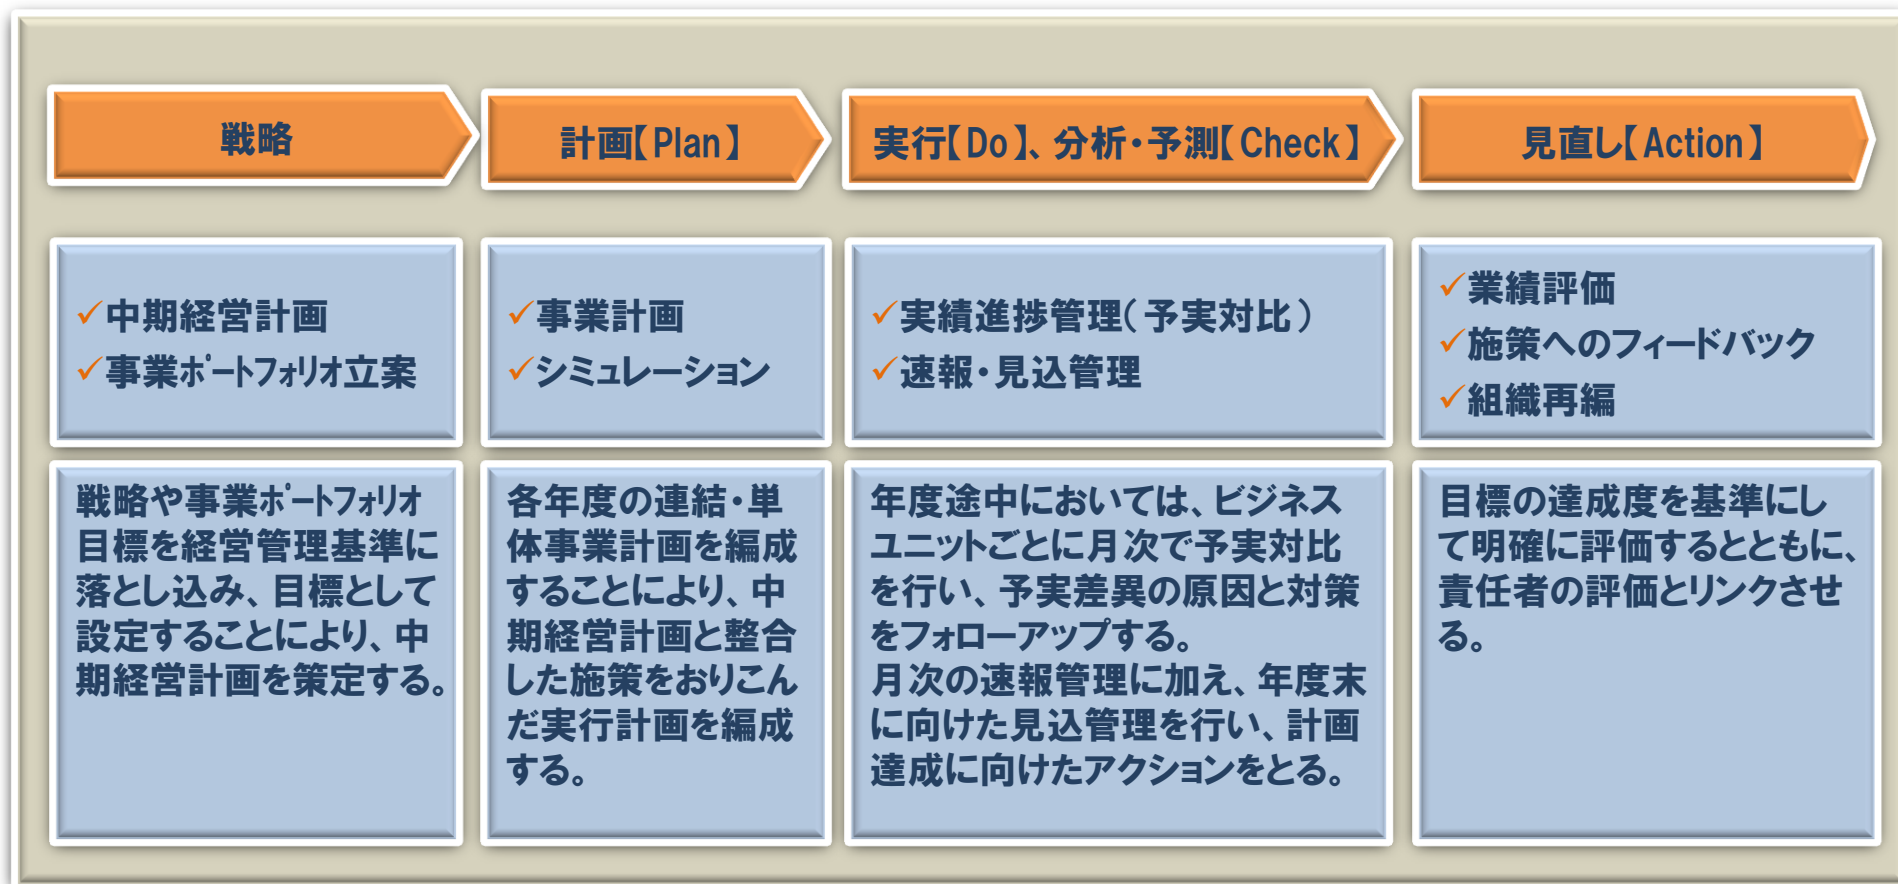 戦略
計画【Plan】
実行【Do】、分析・予測【Check】
見直し【Action】
✓中期経営計画
✓事業ポートフォリオ立案
✓事業計画
✓シミュレーション
✓実績進捗管理（予実対比）
✓速報・見込管理
✓業績評価
✓施策へのフィードバック
✓組織再編
戦略や事業ポートフォリオ
目標を経営管理基準に
落とし込み、目標として
設定することにより、中
期経営計画を策定する。
各年度の連結・単
体事業計画を編成
することにより、中
期経営計画と整合
した施策をおりこん
だ実行計画を編成
する。
年度途中においては、ビジネス
ユニットごとに月次で予実対比
を行い、予実差異の原因と対策
をフォローアップする。
月次の速報管理に加え、年度末
に向けた見込管理を行い、計画
達成に向けたアクションをとる。
目標の達成度を基準にし
て明確に評価するとともに、
責任者の評価とリンクさせ
る。